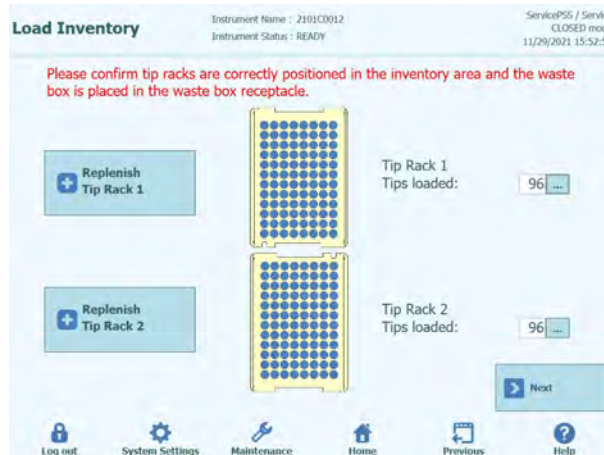 Load Inventory
Instrument Name : 2101C0012
Instrument Status : READY
ServicePSS / Servi
CLOSED mo
11/29/2021 15:52:5
Please confirm tip racks are correctly positioned in the inventory area and the waste
box is placed in the waste box receptacle.
Replenish
Tip Rack 1
Tip Rack 1
Tips loaded:
96 ...
Replenish
Tip Rack 2
Tip Rack 2
Tips loaded:
96 ...
Next
Log out
System Settings
Maintenance
Home
Previous
Help